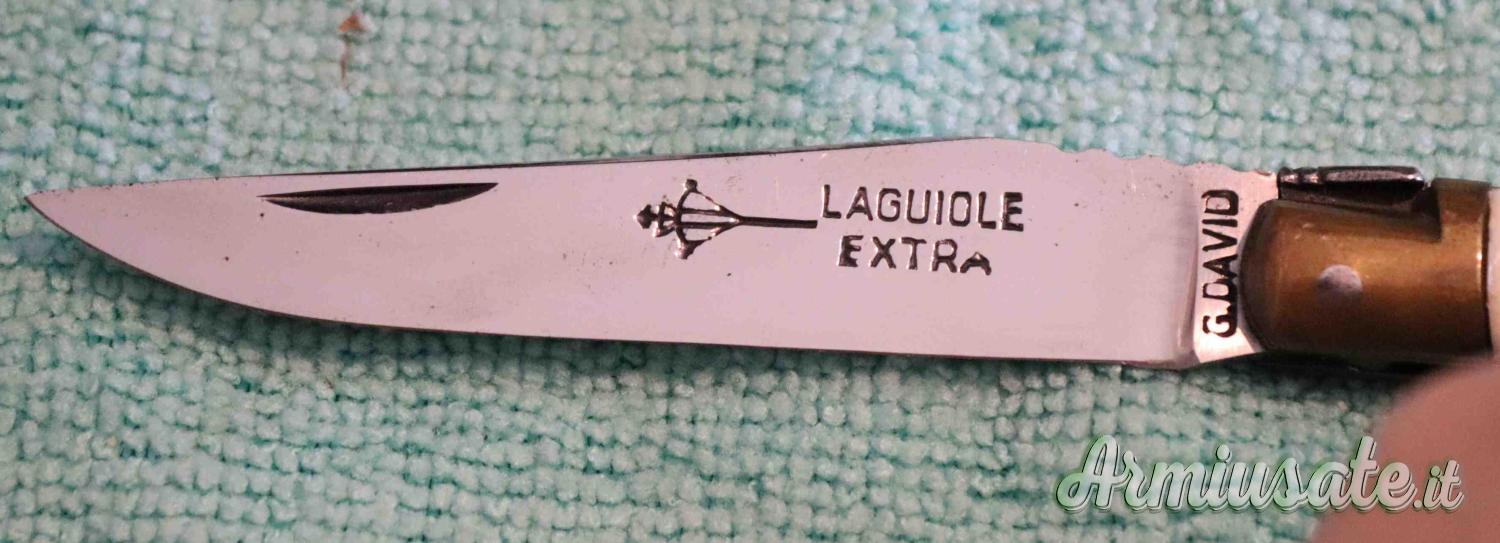 LAGUIOLE
EXTRA
G.DAVID
Armiusate.it